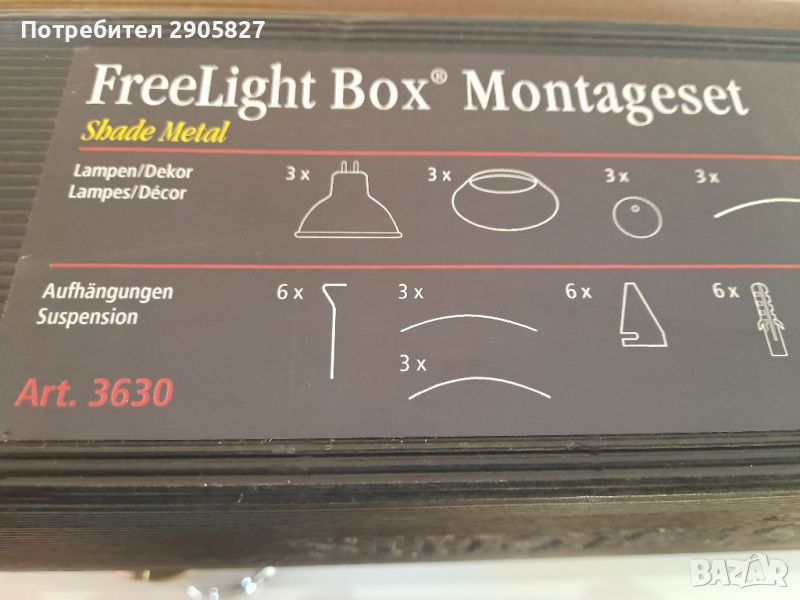 Потребител 2905827
FreeLight Box® Montageset
Shade Metal
Lampen/Dekor
Lampes/Décor
3 x
3 x
3 x
3 x
Aufhängungen
Suspension
6 x
3 x
3 x
6 x
6 x
Art. 3630
BAZAR